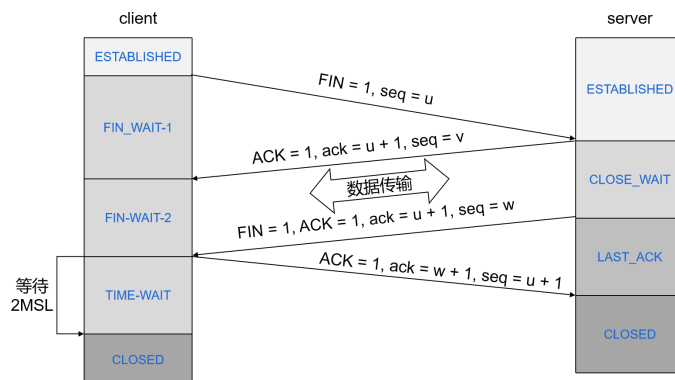 client
server
ESTABLISHED
FIN = 1, seq = u
ESTABLISHED
FIN_WAIT-1
ACK = 1, ack = u + 1, seq = v
数据传输
CLOSE_WAIT
FIN-WAIT-2
FIN = 1, ACK = 1, ack = u + 1, seq = w
LAST_ACK
ACK = 1, ack = w + 1, seq = u + 1
等待
2MSL
TIME-WAIT
CLOSED
CLOSED